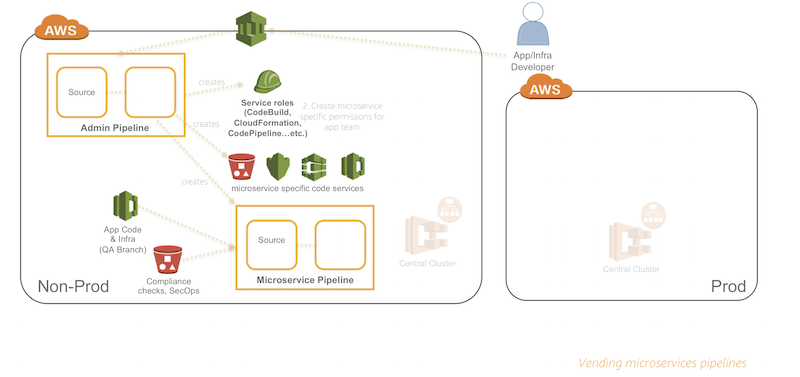 AWS
App/Infra
Developer
AWS
Source
Admin Pipeline
creates
Service roles
(CodeBuild,
CloudFormation,
CodePipeline...etc.)
2. Create microservice
specific permissions for
app team
creates
microservice specific code services
creates
App Code
& Infra
(QA Branch)
Source
Microservice Pipeline
Compliance
checks, SecOps
Central Cluster
Central Cluster
Non-Prod
Prod
Vending microservices pipelines